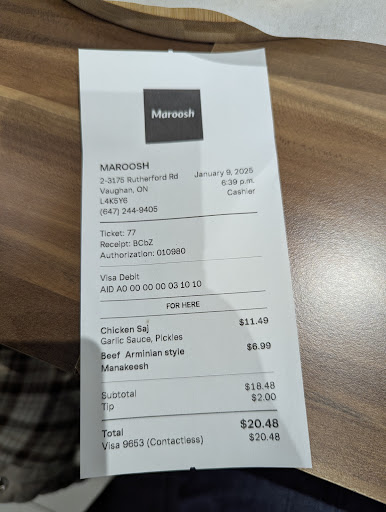 Maroosh
MAROOSH
2-3175 Rutherford Rd
Vaughan, ON
L4K5Y6
(647) 244-9405
January 9, 2025
6:39 p.m.
Cashier
Ticket: 77
Receipt: BCbZ
Authorization: 010980
Visa Debit
AID A0 00 00 00 03 10 10
FOR HERE
Chicken Saj $11.49
Garlic Sauce, Pickles
Beef Arminian style $6.99
Manakeesh
Subtotal $18.48
Tip $2.00
Total $20.48
Visa 9653 (Contactless) $20.48